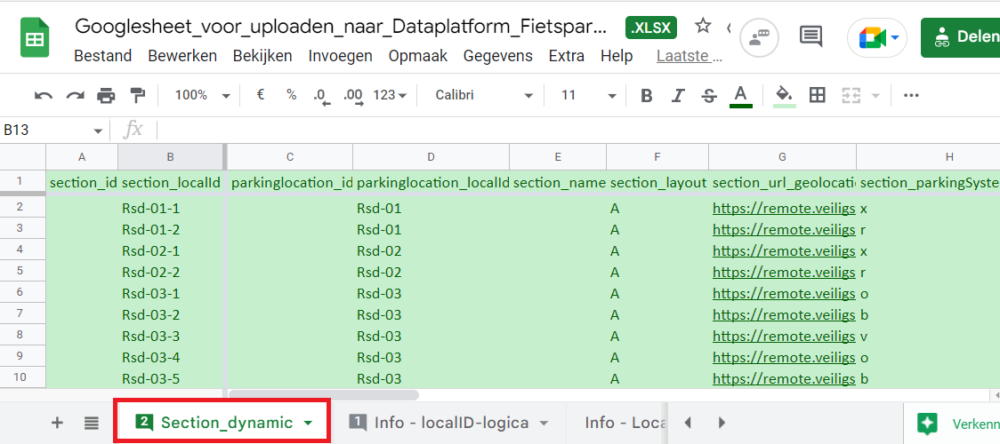 Googlesheet_voor_uploaden_naar_Dataplatform_Fietspar... .XLSX
Bestand Bewerken Bekijken Invoegen Opmaak Gegevens Extra Help Laatste ...
Delen
100% € % .0 .00 123 Calibri 11 B I S A ...
B13 fx
A B C D E F G H
1 section_id section_localId parkinglocation_id parkinglocation_localId section_name section_layout section_url_geolocati section_parkingSyste
2 Rsd-01-1 Rsd-01 A https://remote.veiligs x
3 Rsd-01-2 Rsd-01 A https://remote.veiligs r
4 Rsd-02-1 Rsd-02 A https://remote.veiligs x
5 Rsd-02-2 Rsd-02 A https://remote.veiligs r
6 Rsd-03-1 Rsd-03 A https://remote.veiligs o
7 Rsd-03-2 Rsd-03 A https://remote.veiligs b
8 Rsd-03-3 Rsd-03 A https://remote.veiligs v
9 Rsd-03-4 Rsd-03 A https://remote.veiligs o
10 Rsd-03-5 Rsd-03 A https://remote.veiligs b
+ 2 Section_dynamic 1 Info - localID-logica Info - Loca Verkenn